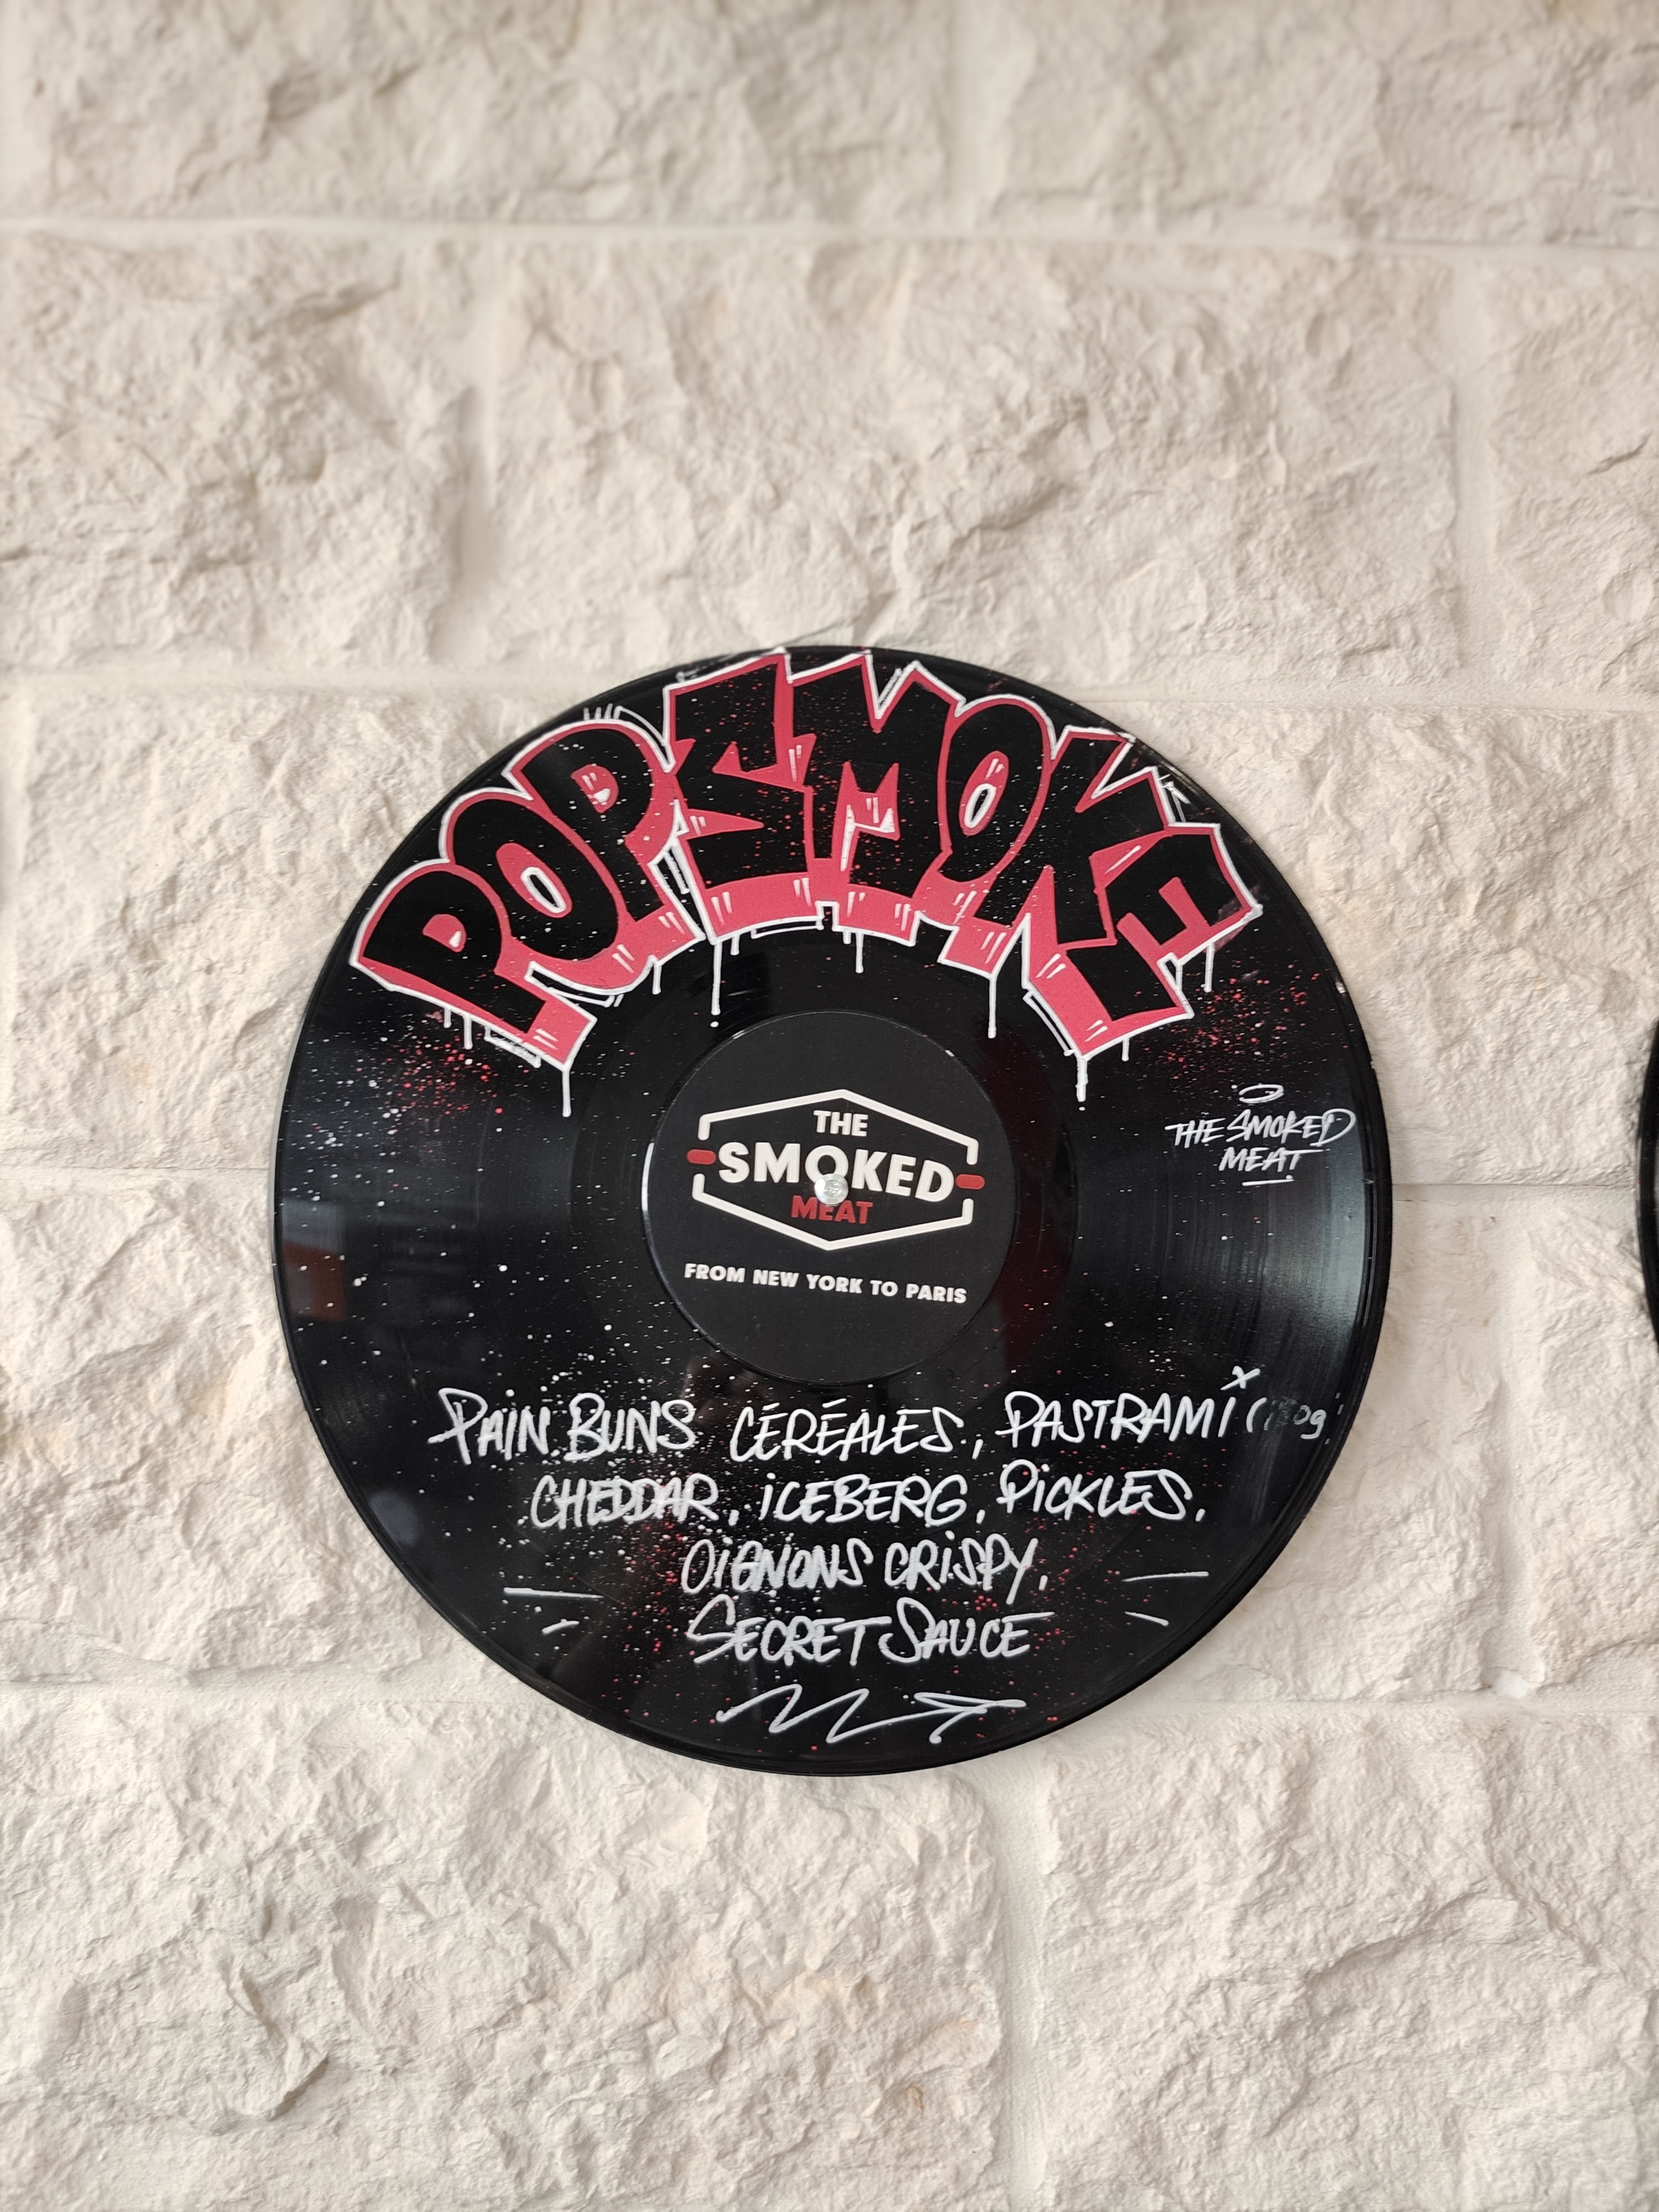 POP SMOKE
THE
SMOKED
MEAT
FROM NEW YORK TO PARIS
THE SMOKED
MEAT
PAIN BUNS CÉRÉALES, PASTRAMI
CHEDDAR, ICEBERG, PICKLES,
OIGNONS CRISPY,
SECRET SAUCE